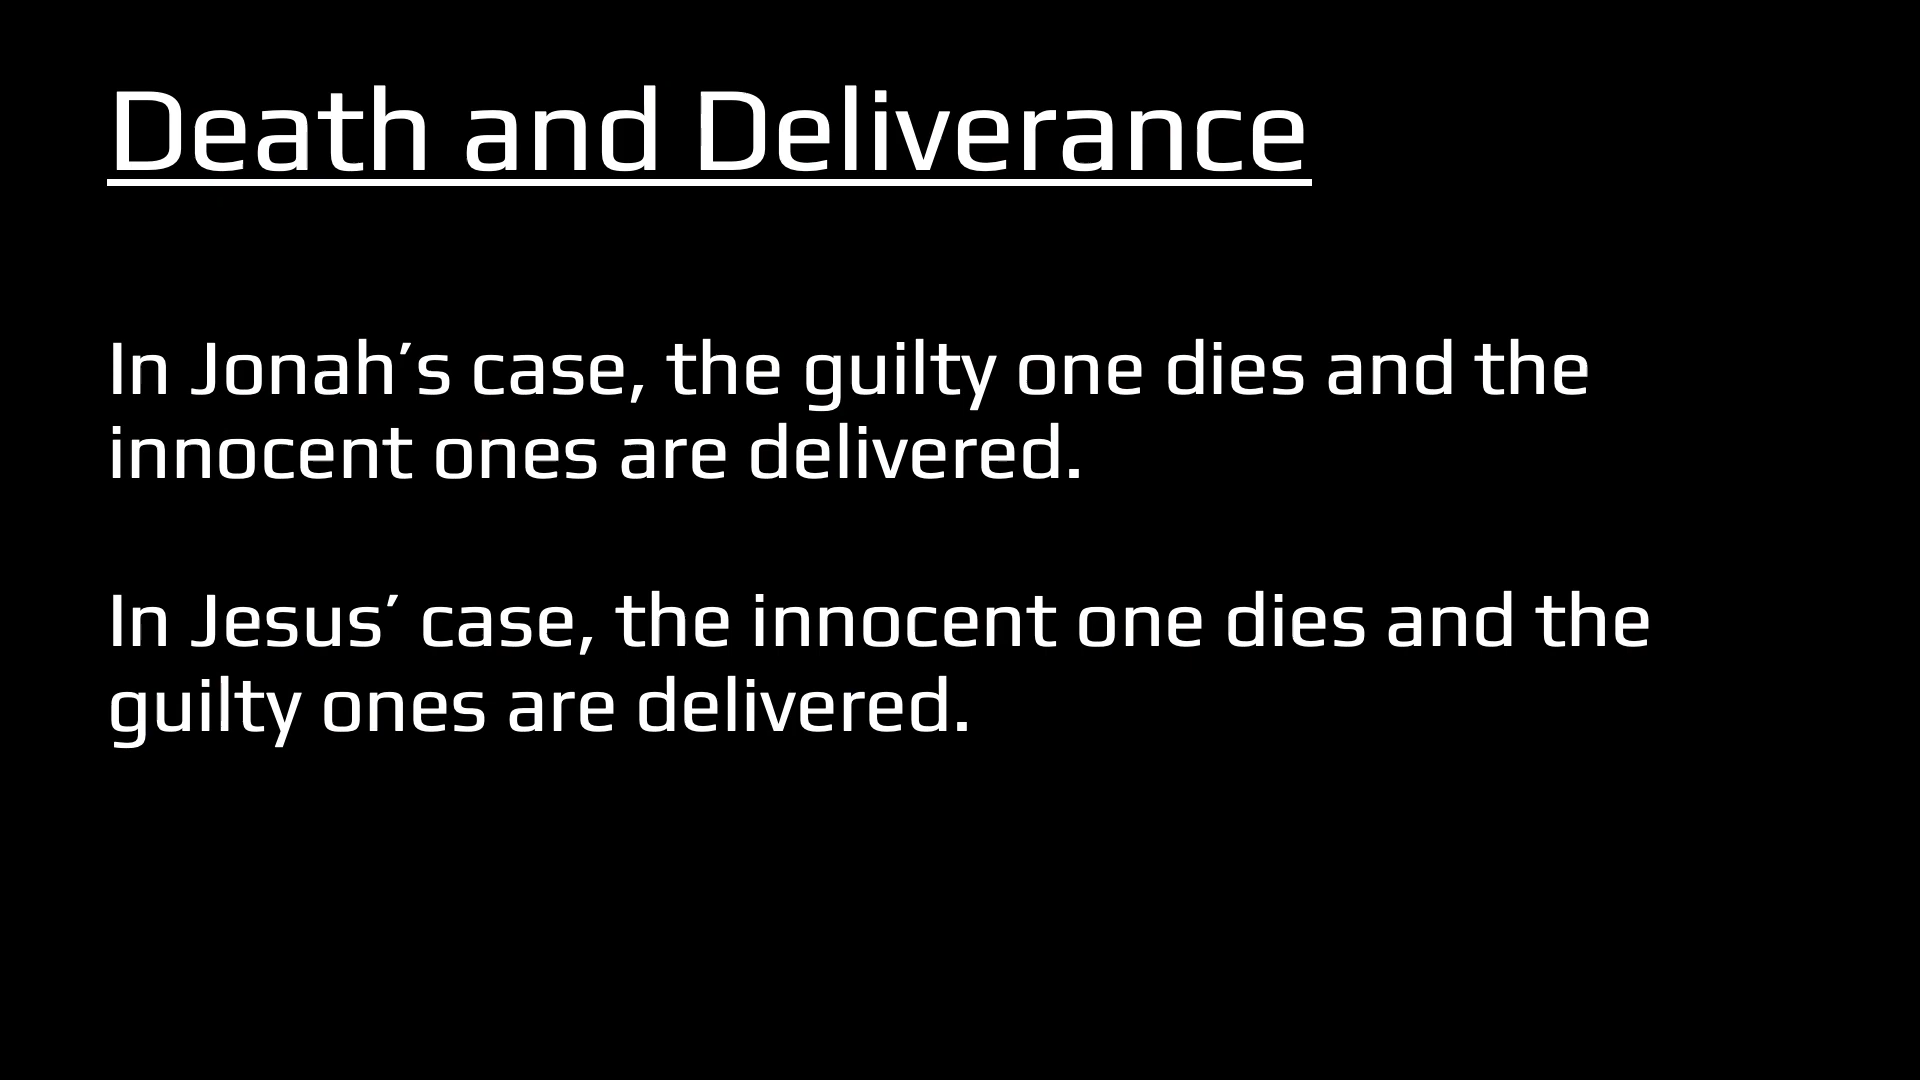 Death and Deliverance
In Jonah’s case, the guilty one dies and the
innocent ones are delivered.
In Jesus’ case, the innocent one dies and the
guilty ones are delivered.